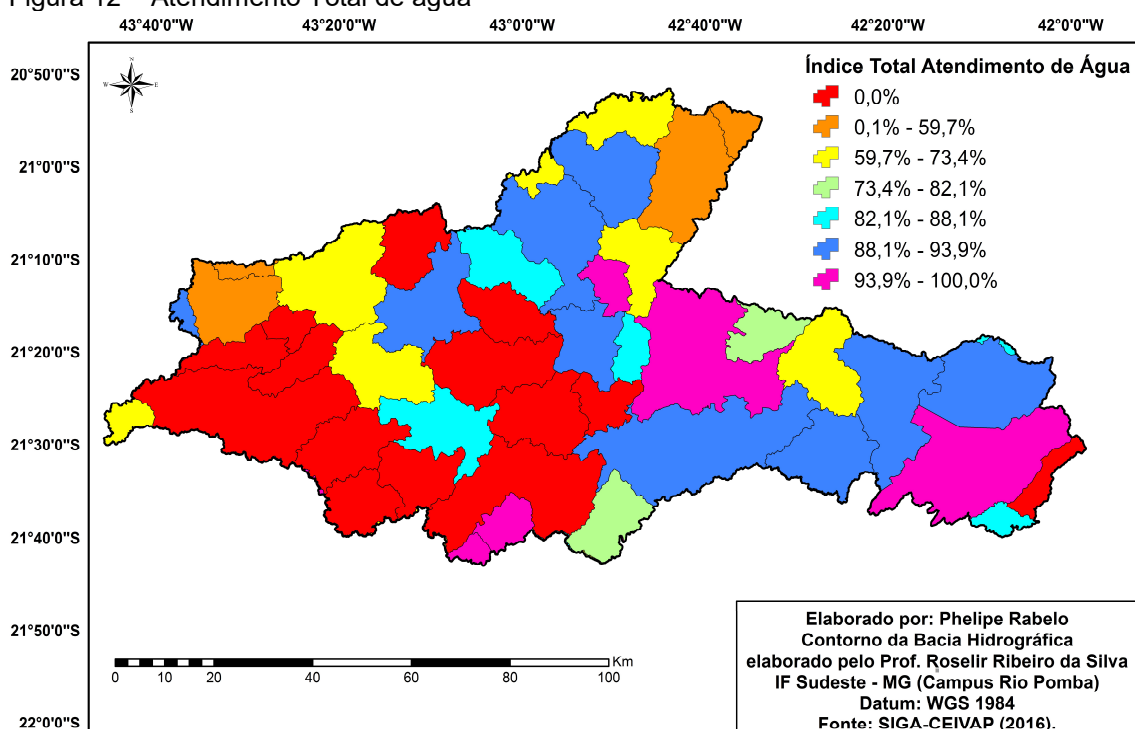 Figura 12 – Atendimento Total de água
43°40'0"W 43°20'0"W 43°0'0"W 42°40'0"W 42°20'0"W 42°0'0"W
20°50'0"S
21°0'0"S
21°10'0"S
21°20'0"S
21°30'0"S
21°40'0"S
21°50'0"S
22°0'0"S
N
W E
S
Índice Total Atendimento de Água
0,0%
0,1% - 59,7%
59,7% - 73,4%
73,4% - 82,1%
82,1% - 88,1%
88,1% - 93,9%
93,9% - 100,0%
Km
0 10 20 40 60 80 100
Elaborado por: Phelipe Rabelo
Contorno da Bacia Hidrográfica
elaborado pelo Prof. Roselir Ribeiro da Silva
IF Sudeste - MG (Campus Rio Pomba)
Datum: WGS 1984
Fonte: SIGA-CEIVAP (2016).